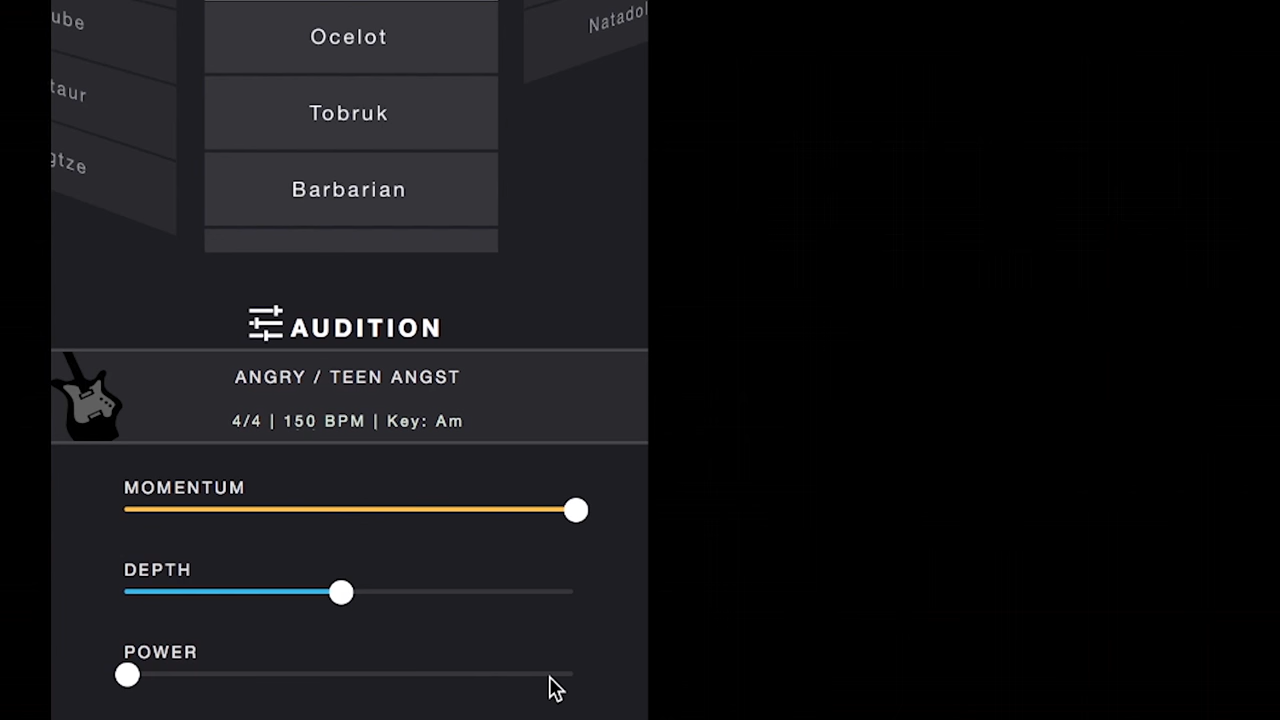 ube
Natadol
Ocelot
taur
Tobruk
gtze
Barbarian
AUDITION
ANGRY / TEEN ANGST
4/4 | 150 BPM | Key: Am
MOMENTUM
DEPTH
POWER